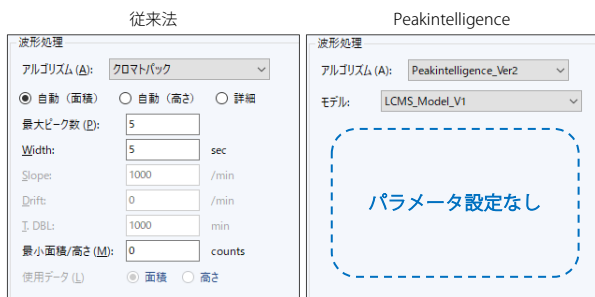 従来法
波形処理
アルゴリズム (A): クロマトパック
自動（面積） 自動（高さ） 詳細
最大ピーク数 (P): 5
Width: 5 sec
Slope: 1000 /min
Drift: 0 /min
T. DBL: 1000 min
最小面積/高さ(M): 0 counts
使用データ (L) 面積 高さ
Peakintelligence
波形処理
アルゴリズム (A): Peakintelligence_Ver2
モデル: LCMS_Model_V1
パラメータ設定なし